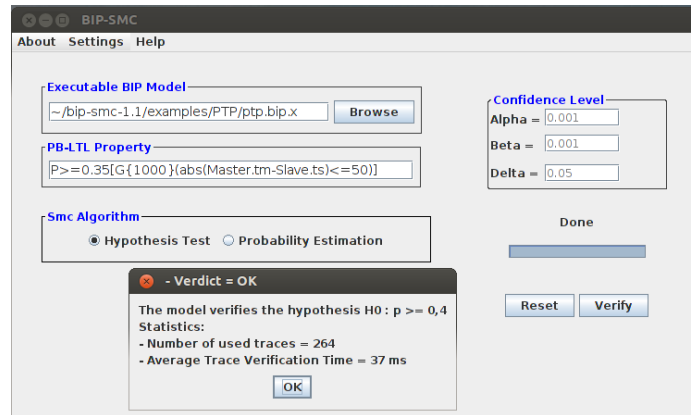 BIP-SMC
About Settings Help
Executable BIP Model
~/bip-smc-1.1/examples/PTP/ptp.bip.x Browse
PB-LTL Property
P>=0.35[G{1000}(abs(Master.tm-Slave.ts)<=50)]
Confidence Level
Alpha = 0.001
Beta = 0.001
Delta = 0.05
Smc Algorithm
Hypothesis Test Probability Estimation
Done
Reset Verify
- Verdict = OK
The model verifies the hypothesis H0 : p >= 0,4
Statistics:
- Number of used traces = 264
- Average Trace Verification Time = 37 ms
OK